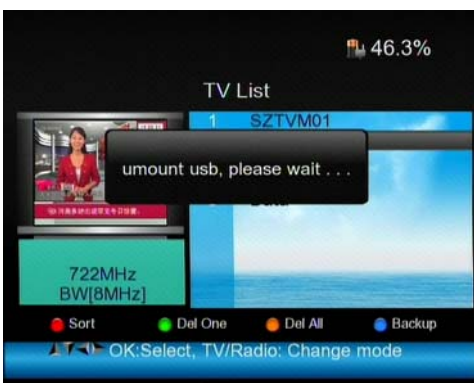 46.3%
TV List
1 SZTVM01
umount usb, please wait . . .
722MHz
BW[8MHz]
Sort
Del One
Del All
Backup
OK:Select, TV/Radio: Change mode